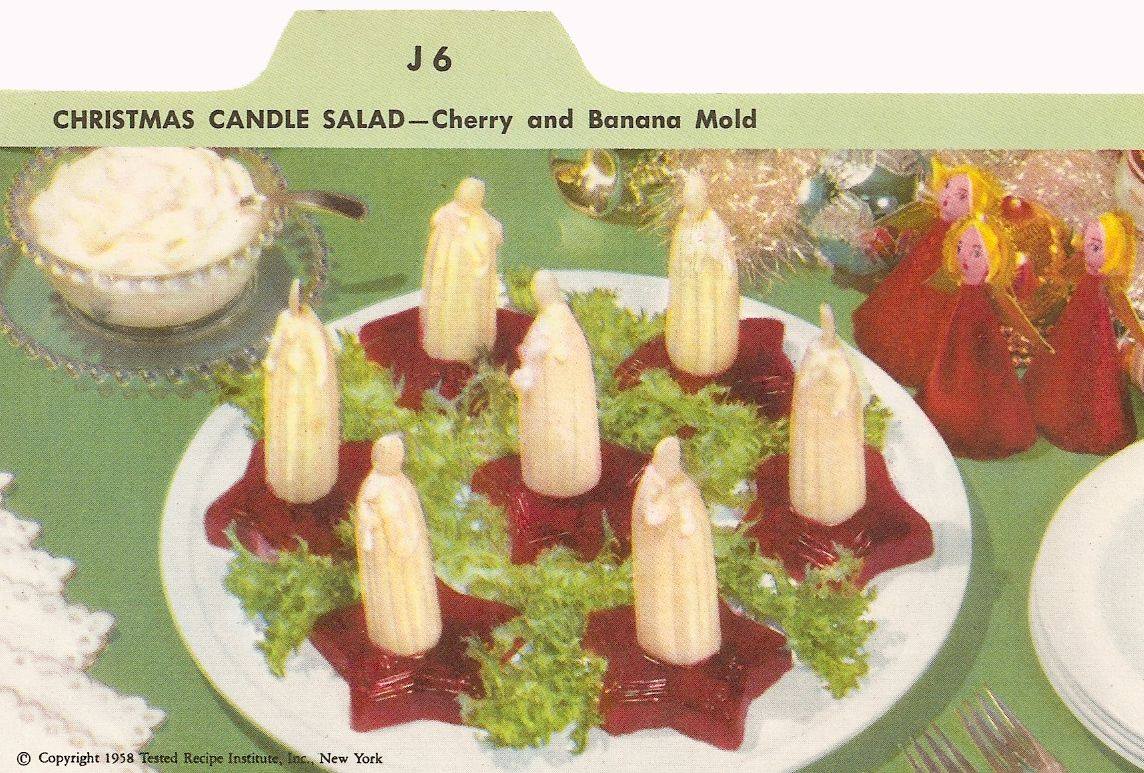 J 6
CHRISTMAS CANDLE SALAD—Cherry and Banana Mold
© Copyright 1958 Tested Recipe Institute, Inc., New York